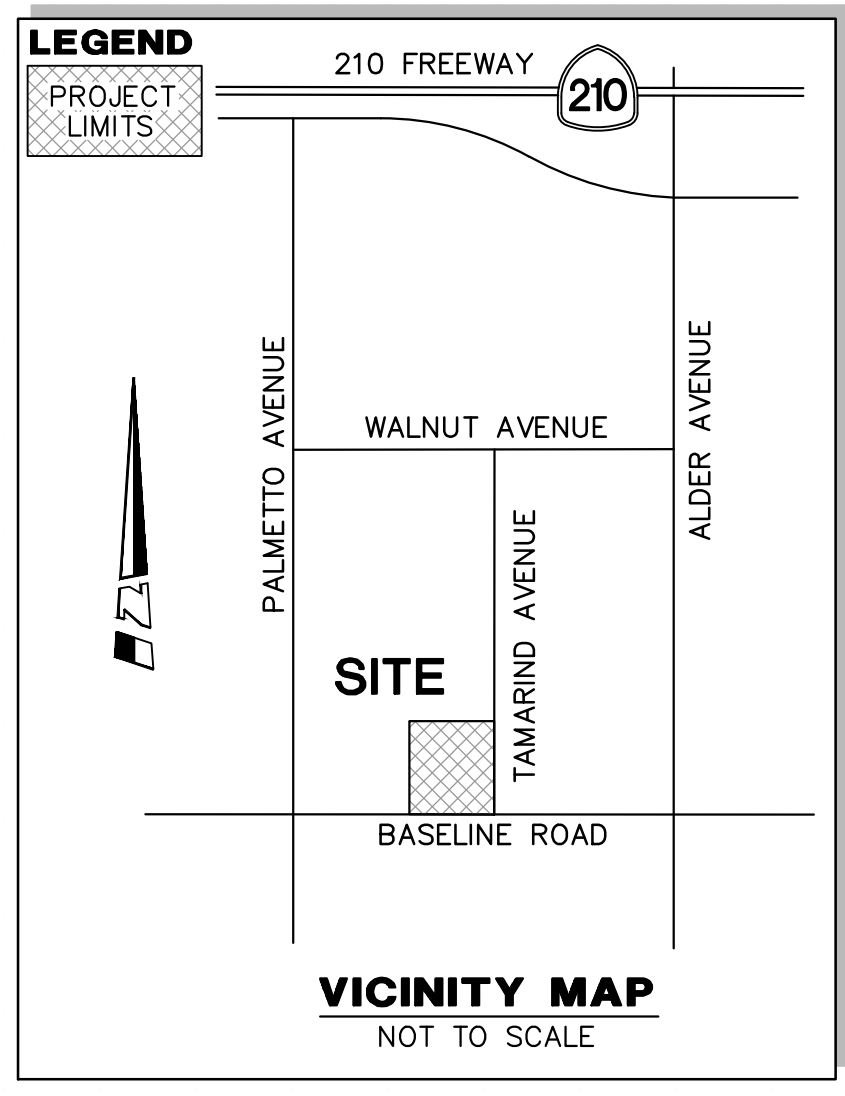 LEGEND
PROJECT
LIMITS
210 FREEWAY
210
PALMETTO AVENUE
ALDER AVENUE
WALNUT AVENUE
TAMARIND AVENUE
N
SITE
BASELINE ROAD
VICINITY MAP
NOT TO SCALE